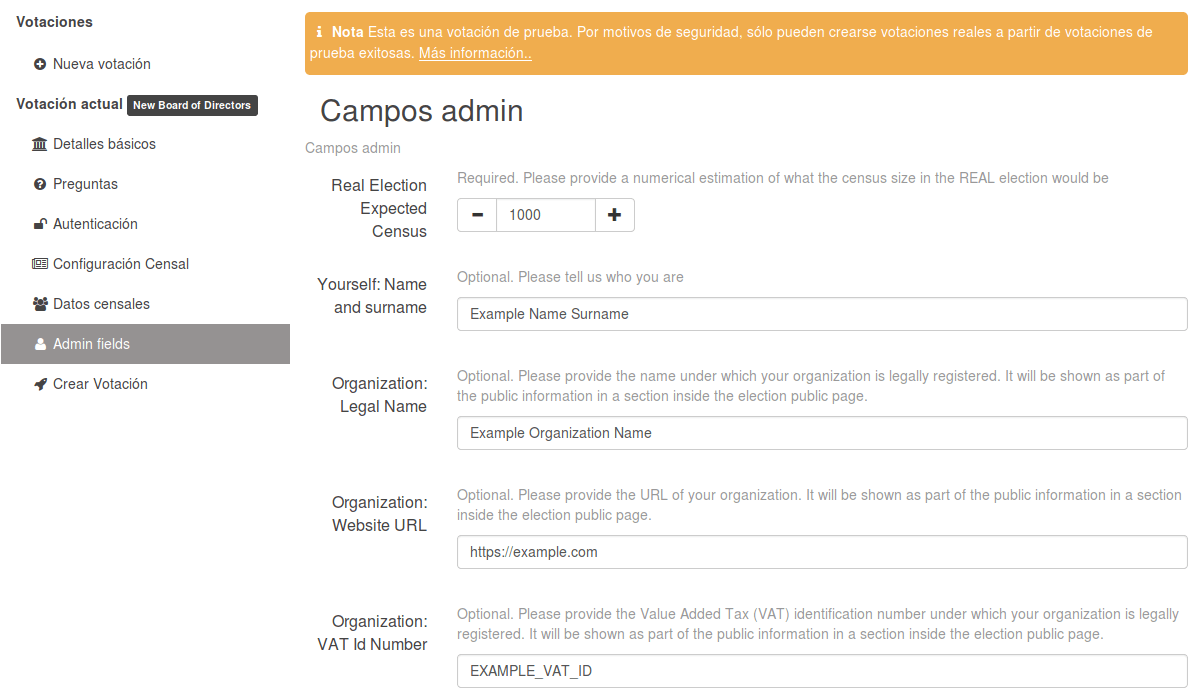 Votaciones
Nueva votación
Votación actual New Board of Directors
Detalles básicos
Preguntas
Autenticación
Configuración Censal
Datos censales
Admin fields
Crear Votación
Nota Esta es una votación de prueba. Por motivos de seguridad, sólo pueden crearse votaciones reales a partir de votaciones de
prueba exitosas. Más información..
Campos admin
Campos admin
Real Election
Expected
Census
Required. Please provide a numerical estimation of what the census size in the REAL election would be
1000
Yourself: Name
and surname
Optional. Please tell us who you are
Example Name Surname
Organization:
Legal Name
Optional. Please provide the name under which your organization is legally registered. It will be shown as part of
the public information in a section inside the election public page.
Example Organization Name
Organization:
Website URL
Optional. Please provide the URL of your organization. It will be shown as part of the public information in a section
inside the election public page.
https://example.com
Organization:
VAT Id Number
Optional. Please provide the Value Added Tax (VAT) identification number under which your organization is legally
registered. It will be shown as part of the public information in a section inside the election public page.
EXAMPLE_VAT_ID